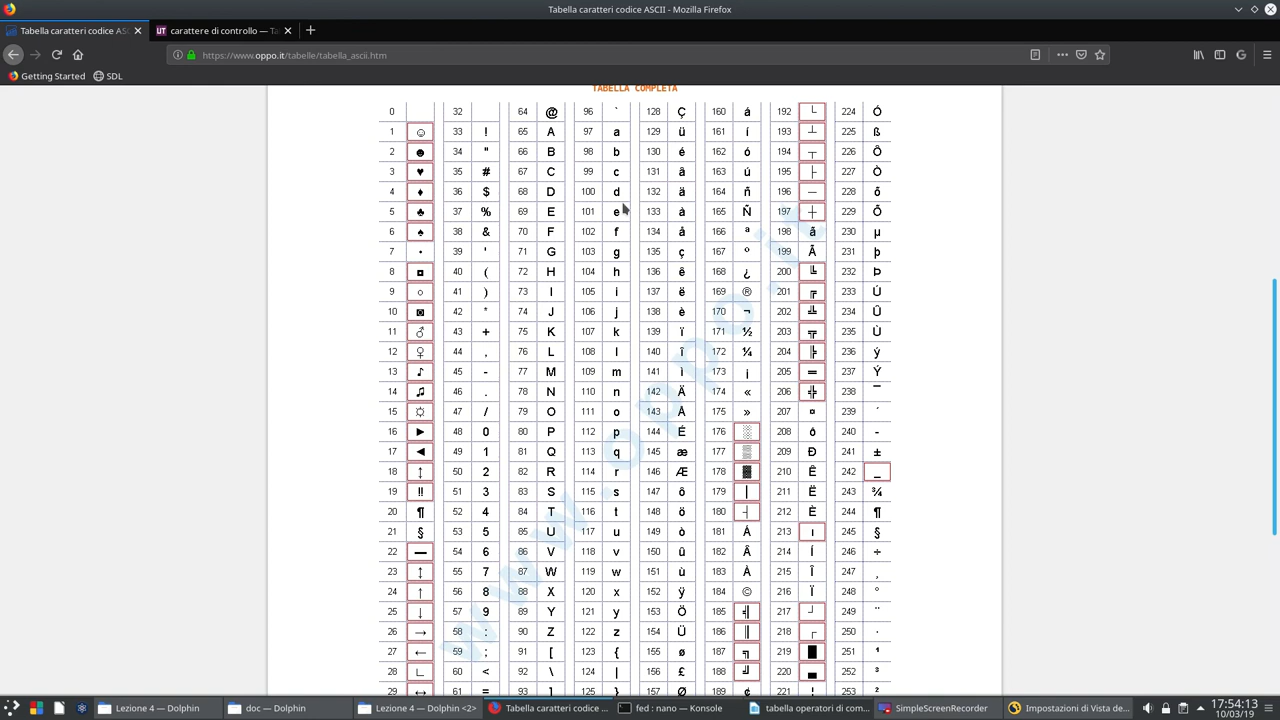 Tabella caratteri codice ASCII - Mozilla Firefox
Tabella caratteri codice ASC
UT carattere di controllo — Ta
https://www.oppo.it/tabelle/tabella_ascii.htm
Getting Started SDL
TABELLA COMPLETA
0 32 64 @ 96 ` 128 Ç 160 á 192 └ 224 Ó
1 ☺ 33 ! 65 A 97 a 129 ü 161 í 193 ┴ 225 ß
2 ☻ 34 " 66 B 98 b 130 é 162 ó 194 ┬ 226 Ô
3 ♥ 35 # 67 C 99 c 131 â 163 ú 195 ├ 227 Ò
4 ♦ 36 $ 68 D 100 d 132 ä 164 ñ 196 ─ 228 õ
5 ♣ 37 % 69 E 101 e 133 à 165 Ñ 197 ┼ 229 Õ
6 ♠ 38 & 70 F 102 f 134 å 166 ª 198 ã 230 µ
7 • 39 ' 71 G 103 g 135 ç 167 º 199 Ã 231 þ
8 ◘ 40 ( 72 H 104 h 136 ê 168 ¿ 200 ╚ 232 Þ
9 ○ 41 ) 73 I 105 i 137 ë 169 ® 201 ╔ 233 Ú
10 ◙ 42 * 74 J 106 j 138 è 170 ¬ 202 ╩ 234 Û
11 ♂ 43 + 75 K 107 k 139 ï 171 ½ 203 ╦ 235 Ù
12 ♀ 44 , 76 L 108 l 140 î 172 ¼ 204 ╠ 236 ý
13 ♪ 45 - 77 M 109 m 141 ì 173 ¡ 205 ═ 237 Ý
14 ♫ 46 . 78 N 110 n 142 Ä 174 « 206 ╬ 238 ¯
15 ☼ 47 / 79 O 111 o 143 Å 175 » 207 ¤ 239 ´
16 ► 48 0 80 P 112 p 144 É 176 ░ 208 ð 240 -
17 ◄ 49 1 81 Q 113 q 145 æ 177 ▒ 209 Ð 241 ±
18 ↕ 50 2 82 R 114 r 146 Æ 178 ▓ 210 Ê 242 _
19 ‼ 51 3 83 S 115 s 147 ô 179 │ 211 Ë 243 ¾
20 ¶ 52 4 84 T 116 t 148 ö 180 ┤ 212 È 244 ¶
21 § 53 5 85 U 117 u 149 ò 181 Á 213 ı 245 §
22 ▬ 54 6 86 V 118 v 150 û 182 Â 214 Í 246 ÷
23 ↨ 55 7 87 W 119 w 151 ù 183 À 215 Î 247 ¸
24 ↑ 56 8 88 X 120 x 152 ÿ 184 © 216 Ï 248 °
25 ↓ 57 9 89 Y 121 y 153 Ö 185 ╣ 217 ┘ 249 ¨
26 → 58 : 90 Z 122 z 154 Ü 186 ║ 218 ┌ 250 ·
27 ← 59 ; 91 [ 123 { 155 ø 187 ╗ 219 █ 251 ¹
28 ∟ 60 < 92 \ 124 | 156 £ 188 ╝ 220 ▄ 252 ³
29 ↔ 61 = 93 ] 125 } 157 Ø 189 ¢ 221 ¦ 253 ²
www.oppo.it
Lezione 4 — Dolphin doc — Dolphin Lezione 4 — Dolphin <2> Tabella caratteri codice ... fed : nano — Konsole tabella operatori di com... SimpleScreenRecorder Impostazioni di Vista de...
17:54:13
10/03/19